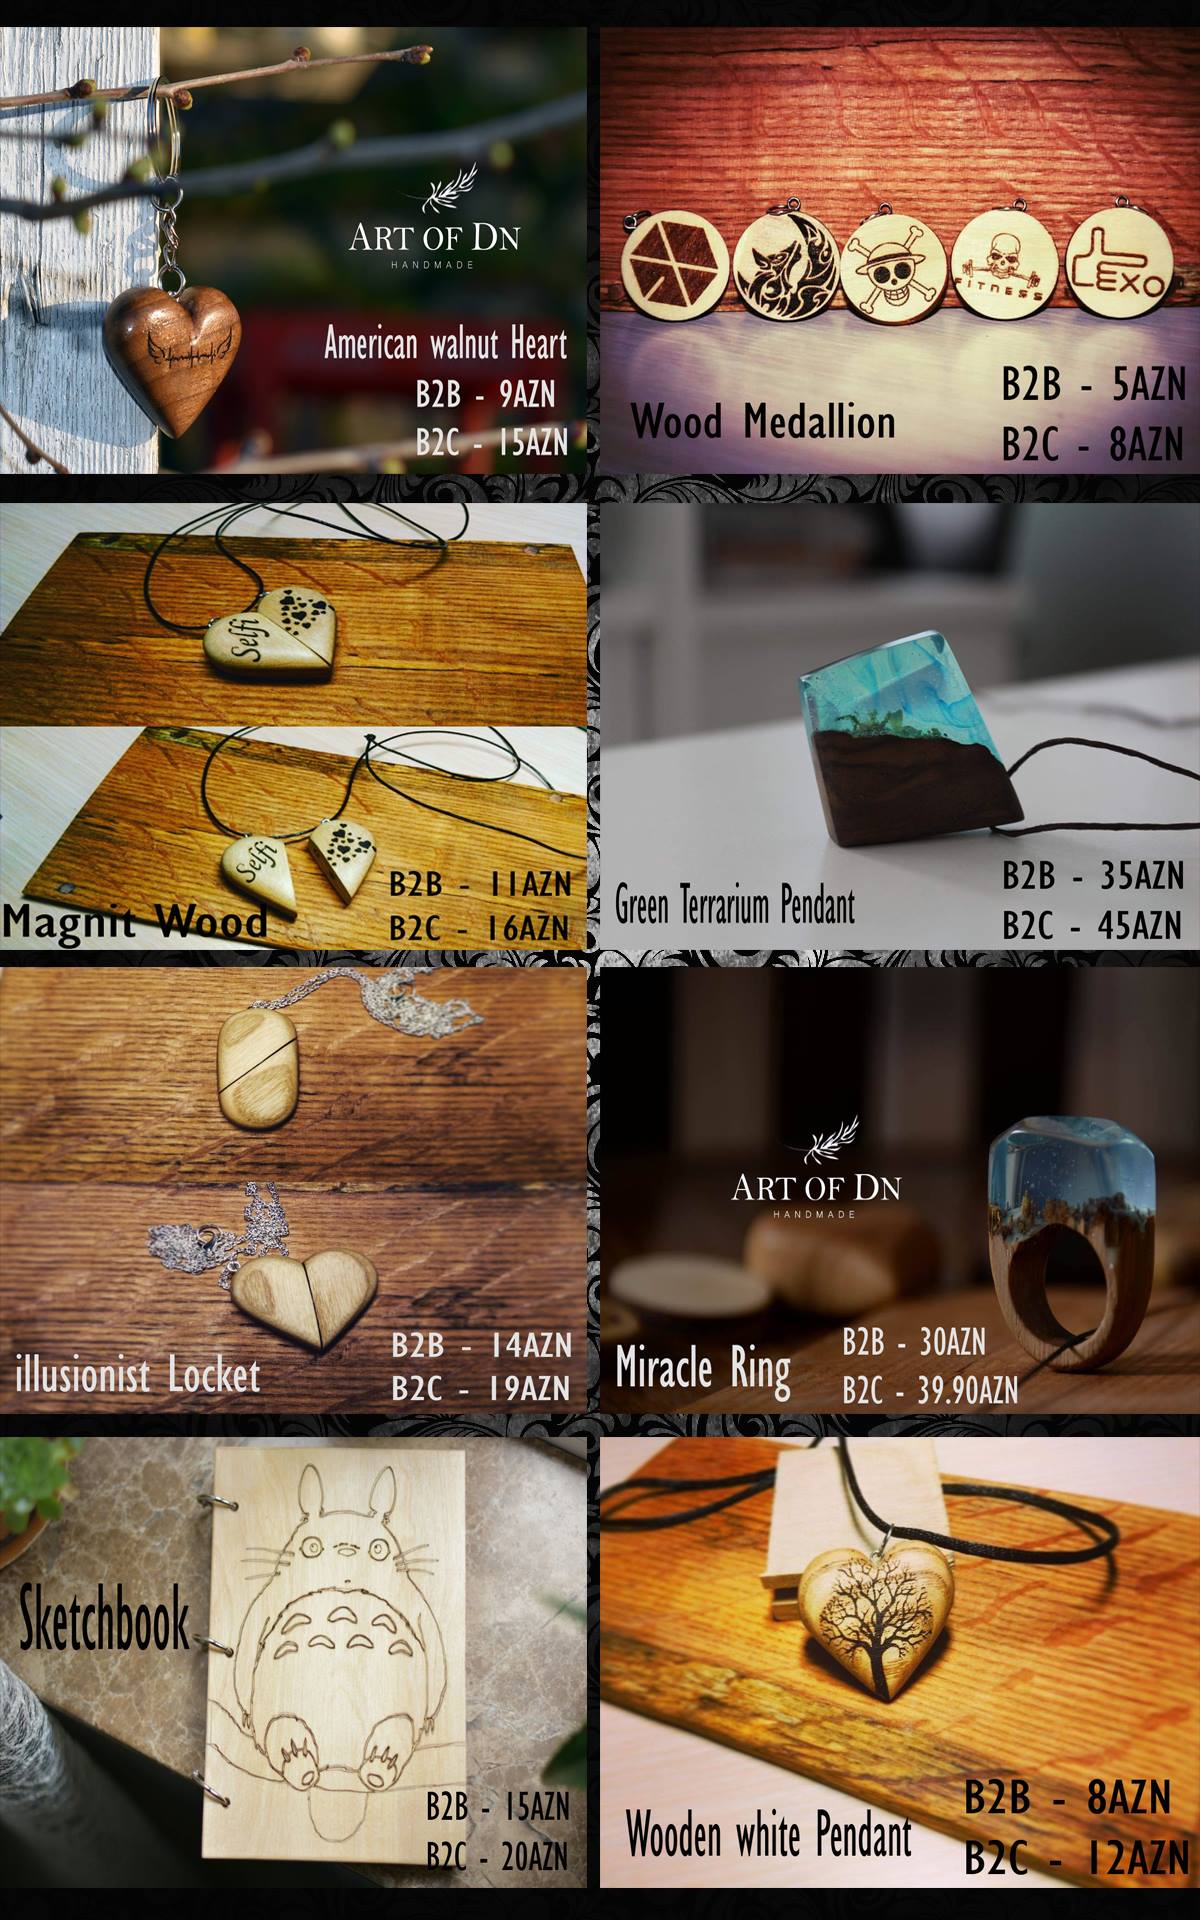 ART OF DN
HANDMADE
American walnut Heart
B2B - 9AZN
B2C - 15AZN
FITNESS
LEXO
Wood Medallion
B2B - 5AZN
B2C - 8AZN
Selfi
Selfi
Magnit Wood
B2B - 11AZN
B2C - 16AZN
Green Terrarium Pendant
B2B - 35AZN
B2C - 45AZN
illusionist Locket
B2B - 14AZN
B2C - 19AZN
ART OF DN
HANDMADE
Miracle Ring
B2B - 30AZN
B2C - 39.90AZN
Sketchbook
B2B - 15AZN
B2C - 20AZN
Wooden white Pendant
B2B - 8AZN
B2C - 12AZN